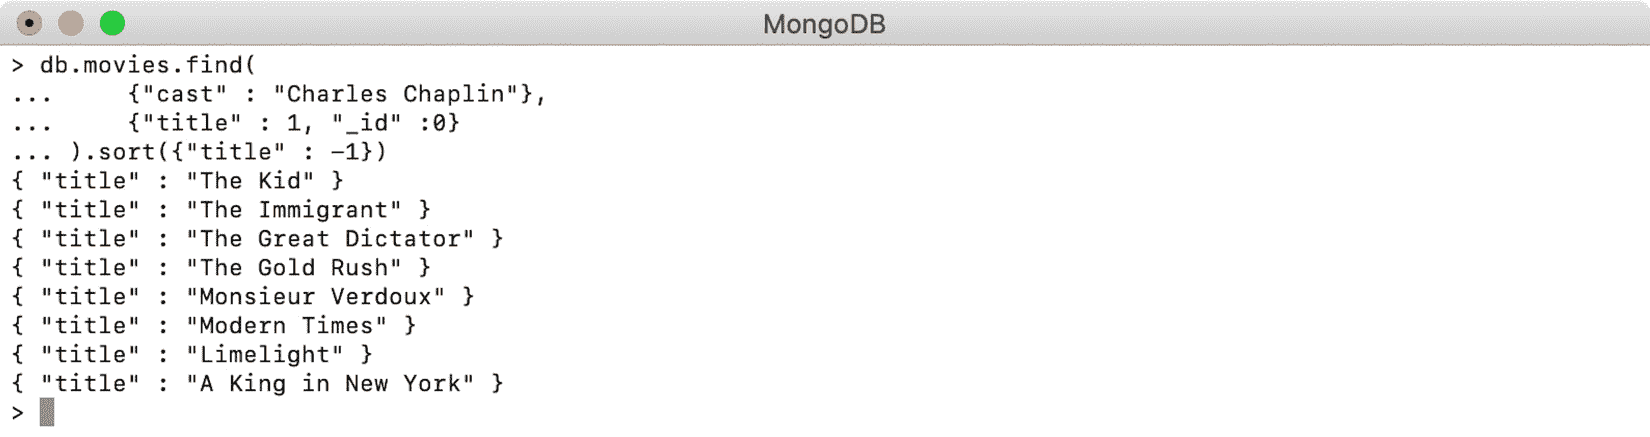 MongoDB
> db.movies.find(
...     {"cast" : "Charles Chaplin"},
...     {"title" : 1, "_id" :0}
... ).sort({"title" : −1})
{ "title" : "The Kid" }
{ "title" : "The Immigrant" }
{ "title" : "The Great Dictator" }
{ "title" : "The Gold Rush" }
{ "title" : "Monsieur Verdoux" }
{ "title" : "Modern Times" }
{ "title" : "Limelight" }
{ "title" : "A King in New York" }
>